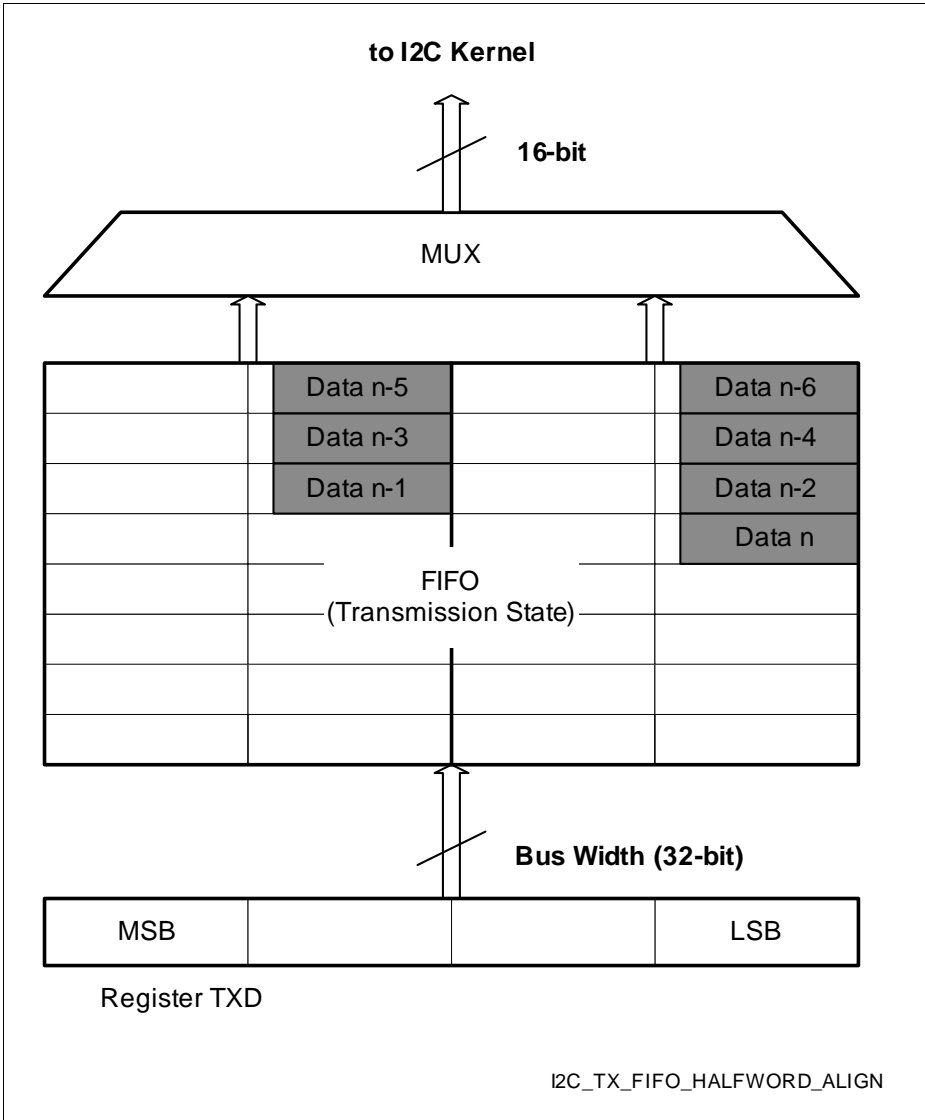 to I2C Kernel
16-bit
MUX
Data n-5
Data n-6
Data n-3
Data n-4
Data n-1
Data n-2
Data n
FIFO
(Transmission State)
Bus Width (32-bit)
MSB
LSB
Register TXD
I2C_TX_FIFO_HALFWORD_ALIGN